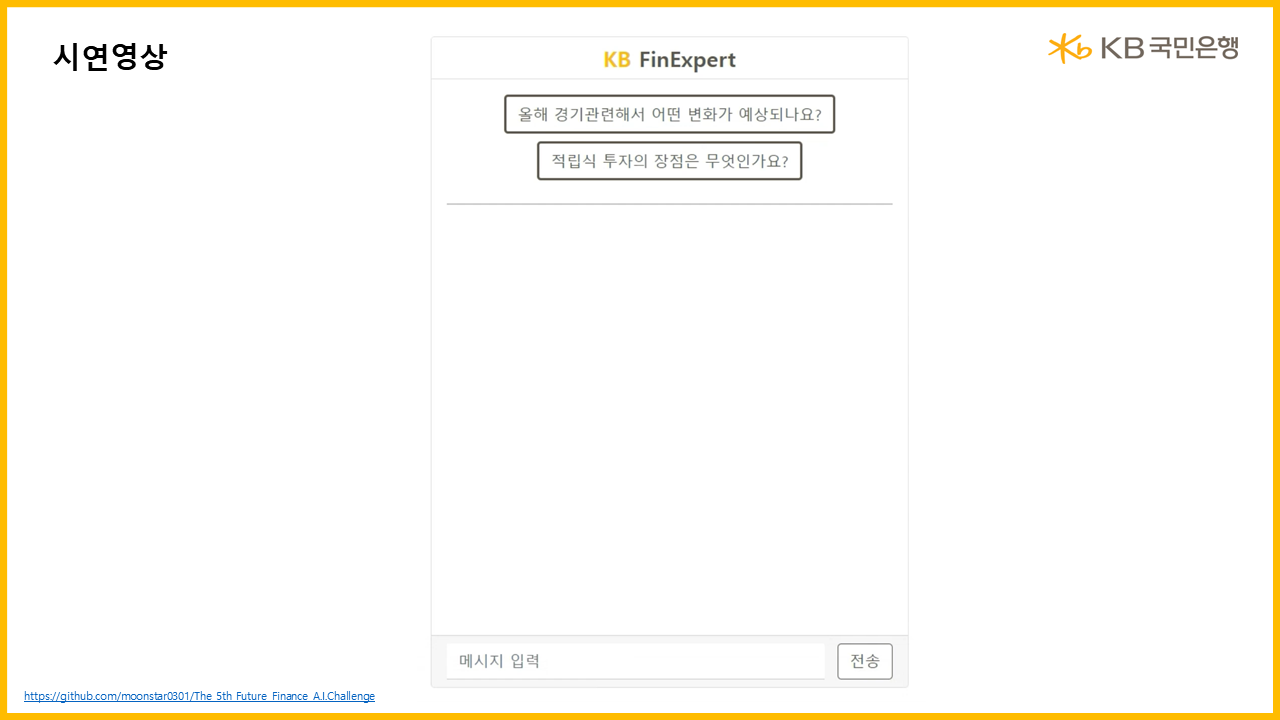 시연영상
KB 국민은행
KB FinExpert
올해 경기관련해서 어떤 변화가 예상되나요?
적립식 투자의 장점은 무엇인가요?
메시지 입력
전송
https://github.com/moonstar0301/The_5th_Future_Finance_A.I.Challenge